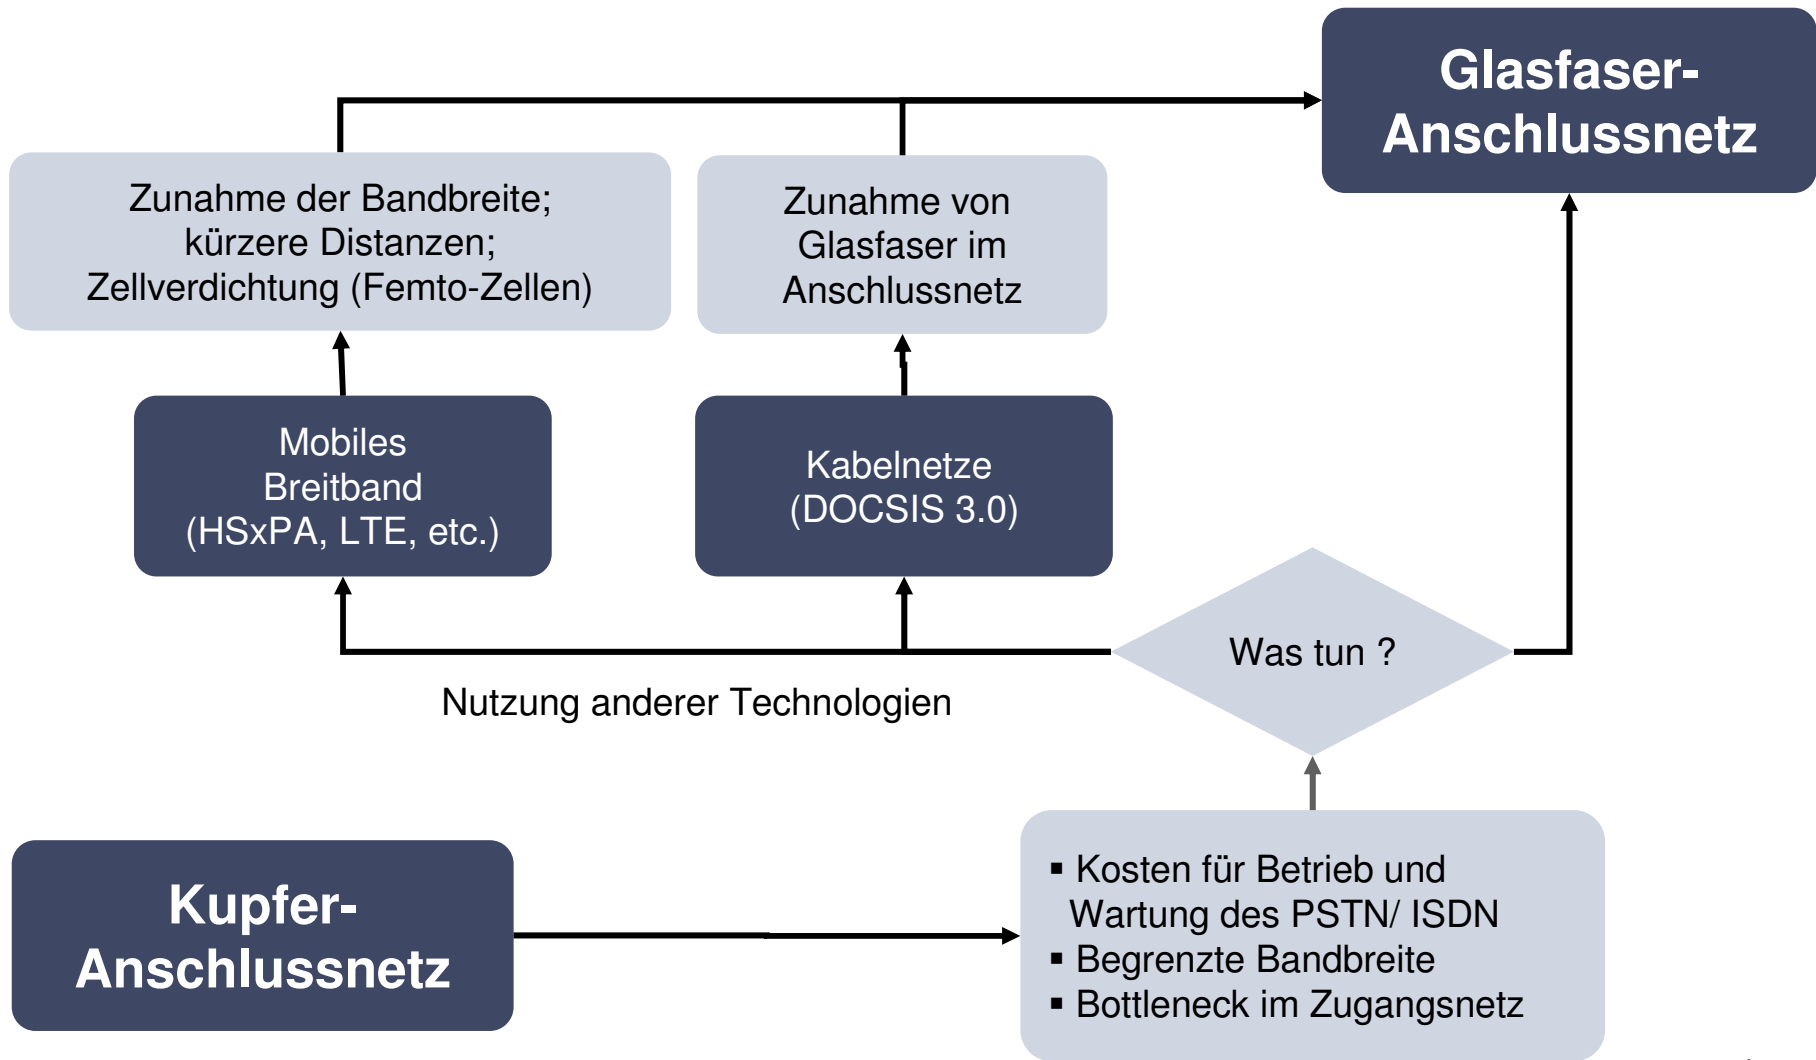 Glasfaser-
Anschlussnetz
Zunahme der Bandbreite;
kürzere Distanzen;
Zellverdichtung (Femto-Zellen)
Zunahme von
Glasfaser im
Anschlussnetz
Mobiles
Breitband
(HSxPA, LTE, etc.)
Kabelnetze
(DOCSIS 3.0)
Was tun ?
Nutzung anderer Technologien
Kupfer-
Anschlussnetz
▪ Kosten für Betrieb und
Wartung des PSTN/ ISDN
▪ Begrenzte Bandbreite
▪ Bottleneck im Zugangsnetz